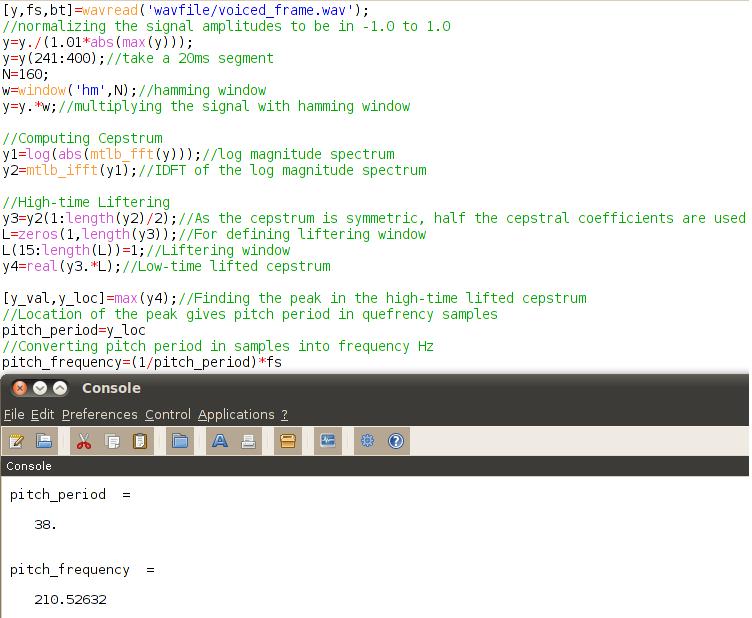 [y,fs,bt]=wavread('wavfile/voiced_frame.wav');
//normalizing the signal amplitudes to be in -1.0 to 1.0
y=y./(1.01*abs(max(y)));
y=y(241:400);//take a 20ms segment
N=160;
w=window('hm',N);//hamming window
y=y.*w;//multiplying the signal with hamming window
//Computing Cepstrum
y1=log(abs(mtlb_fft(y)));//log magnitude spectrum
y2=mtlb_ifft(y1);//IDFT of the log magnitude spectrum
//High-time Liftering
y3=y2(1:length(y2)/2);//As the cepstrum is symmetric, half the cepstral coefficients are used
L=zeros(1,length(y3));//For defining liftering window
L(15:length(L))=1;//Liftering window
y4=real(y3.*L);//Low-time lifted cepstrum
[y_val,y_loc]=max(y4);//Finding the peak in the high-time lifted cepstrum
//Location of the peak gives pitch period in quefrency samples
pitch_period=y_loc
//Converting pitch period in samples into frequency Hz
pitch_frequency=(1/pitch_period)*fs
Console
File Edit Preferences Control Applications ?
Console
pitch_period  =
38.
pitch_frequency  =
210.52632